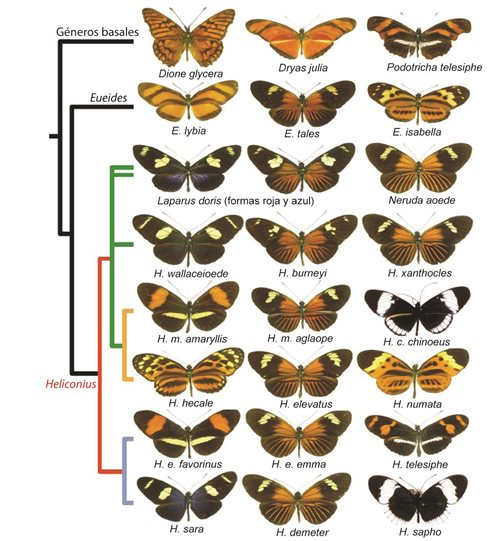 Géneros basales
Dione glycera
Dryas julia
Podotricha telesiphe
Eueides
E. lybia
E. tales
E. isabella
Laparus doris (formas roja y azul)
Neruda aoede
H. wallaceioede
H. burneyi
H. xanthocles
H. m. amaryllis
H. m. aglaope
H. c. chinoeus
Heliconius
H. hecale
H. elevatus
H. numata
H. e. favorinus
H. e. emma
H. telesiphe
H. sara
H. demeter
H. sapho